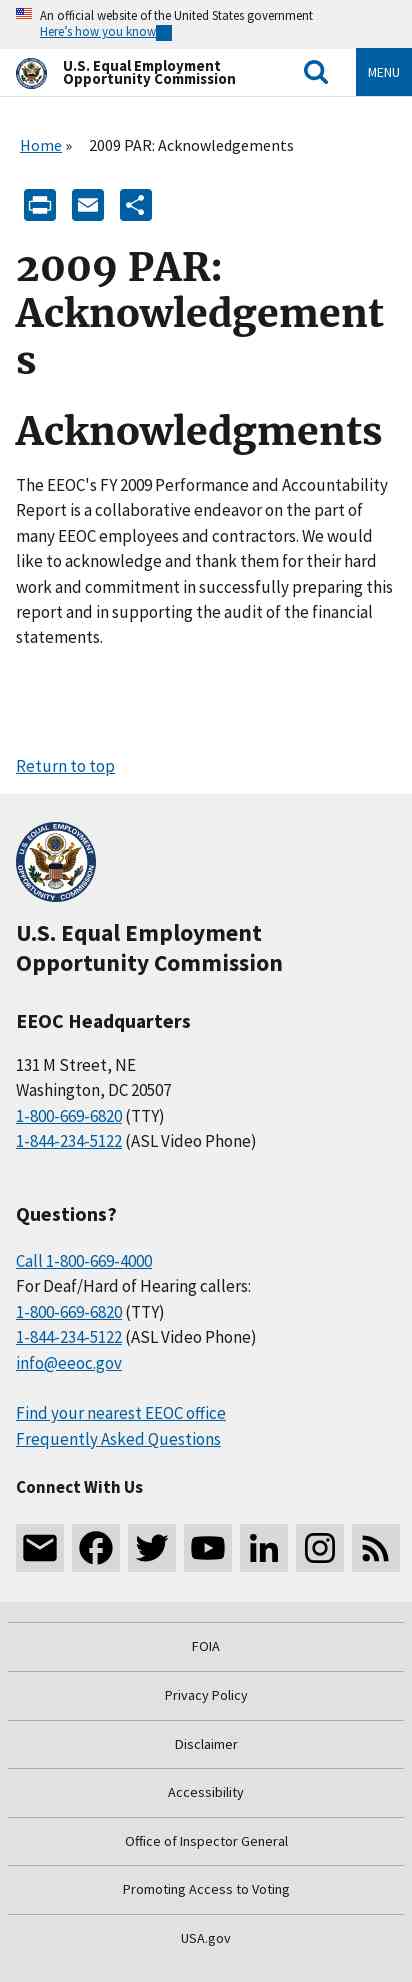 An official website of the United States government
Here's how you know
U.S. Equal Employment
Opportunity Commission
MENU
Home » 2009 PAR: Acknowledgements
2009 PAR:
Acknowledgement
s
Acknowledgments
The EEOC's FY 2009 Performance and Accountability
Report is a collaborative endeavor on the part of
many EEOC employees and contractors. We would
like to acknowledge and thank them for their hard
work and commitment in successfully preparing this
report and in supporting the audit of the financial
statements.
Return to top
U.S. EQUAL EMPLOYMENT OPPORTUNITY COMMISSION
U.S. Equal Employment
Opportunity Commission
EEOC Headquarters
131 M Street, NE
Washington, DC 20507
1-800-669-6820 (TTY)
1-844-234-5122 (ASL Video Phone)
Questions?
Call 1-800-669-4000
For Deaf/Hard of Hearing callers:
1-800-669-6820 (TTY)
1-844-234-5122 (ASL Video Phone)
info@eeoc.gov
Find your nearest EEOC office
Frequently Asked Questions
Connect With Us
FOIA
Privacy Policy
Disclaimer
Accessibility
Office of Inspector General
Promoting Access to Voting
USA.gov